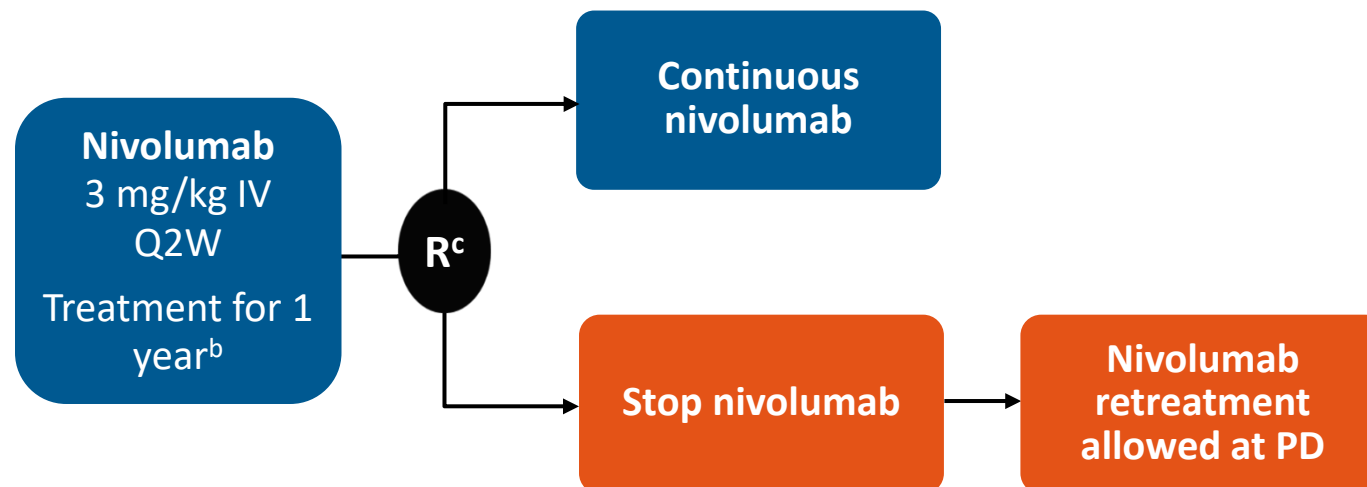 Nivolumab
3 mg/kg IV
Q2W
Treatment for 1
yearᵇ
Rᶜ
Continuous
nivolumab
Stop nivolumab
Nivolumab
retreatment
allowed at PD